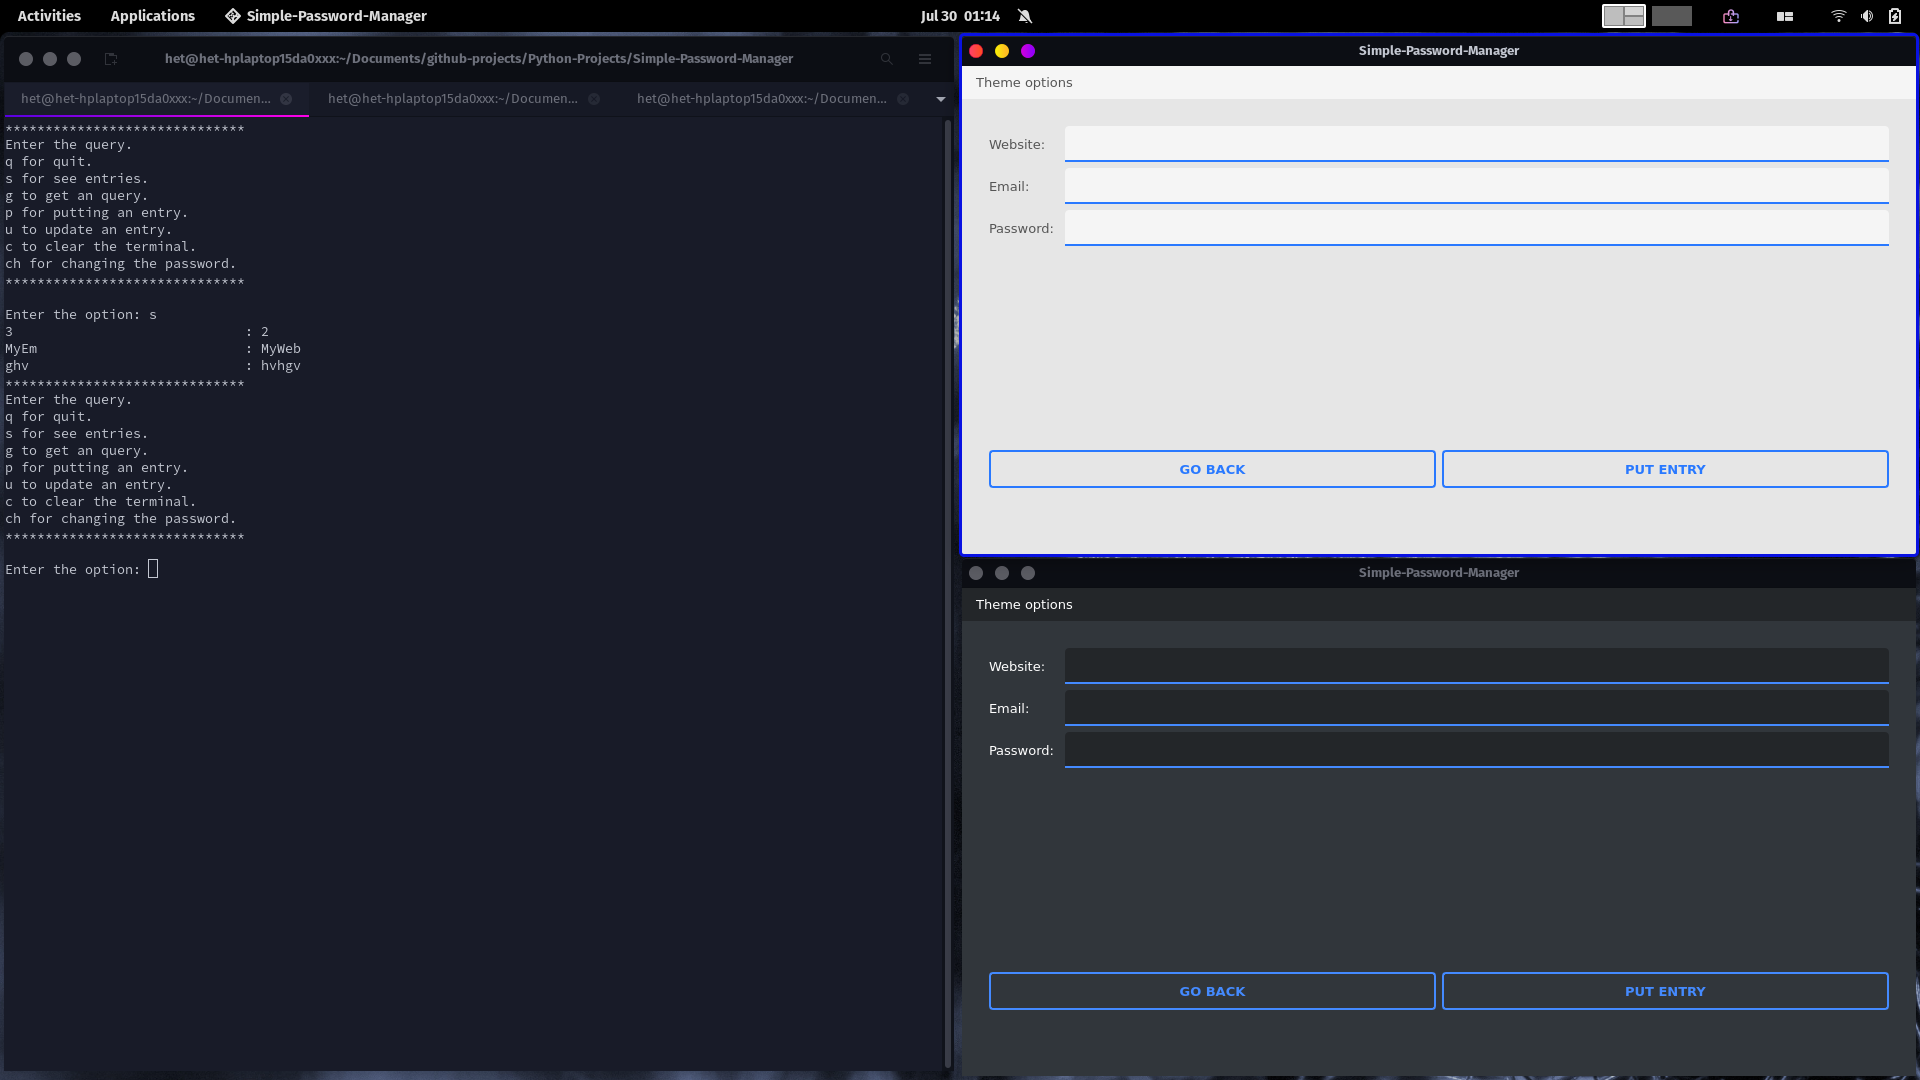 Activities Applications Simple-Password-Manager Jul 30 01:14
het@het-hplaptop15da0xxx:~/Documents/github-projects/Python-Projects/Simple-Password-Manager
het@het-hplaptop15da0xxx:~/Documen... het@het-hplaptop15da0xxx:~/Documen... het@het-hplaptop15da0xxx:~/Documen...
******************************
Enter the query.
q for quit.
s for see entries.
g to get an query.
p for putting an entry.
u to update an entry.
c to clear the terminal.
ch for changing the password.
******************************
Enter the option: s
3 : 2
MyEm : MyWeb
ghv : hvhgv
******************************
Enter the query.
q for quit.
s for see entries.
g to get an query.
p for putting an entry.
u to update an entry.
c to clear the terminal.
ch for changing the password.
******************************
Enter the option:
Simple-Password-Manager
Theme options
Website:
Email:
Password:
GO BACK PUT ENTRY
Simple-Password-Manager
Theme options
Website:
Email:
Password:
GO BACK PUT ENTRY